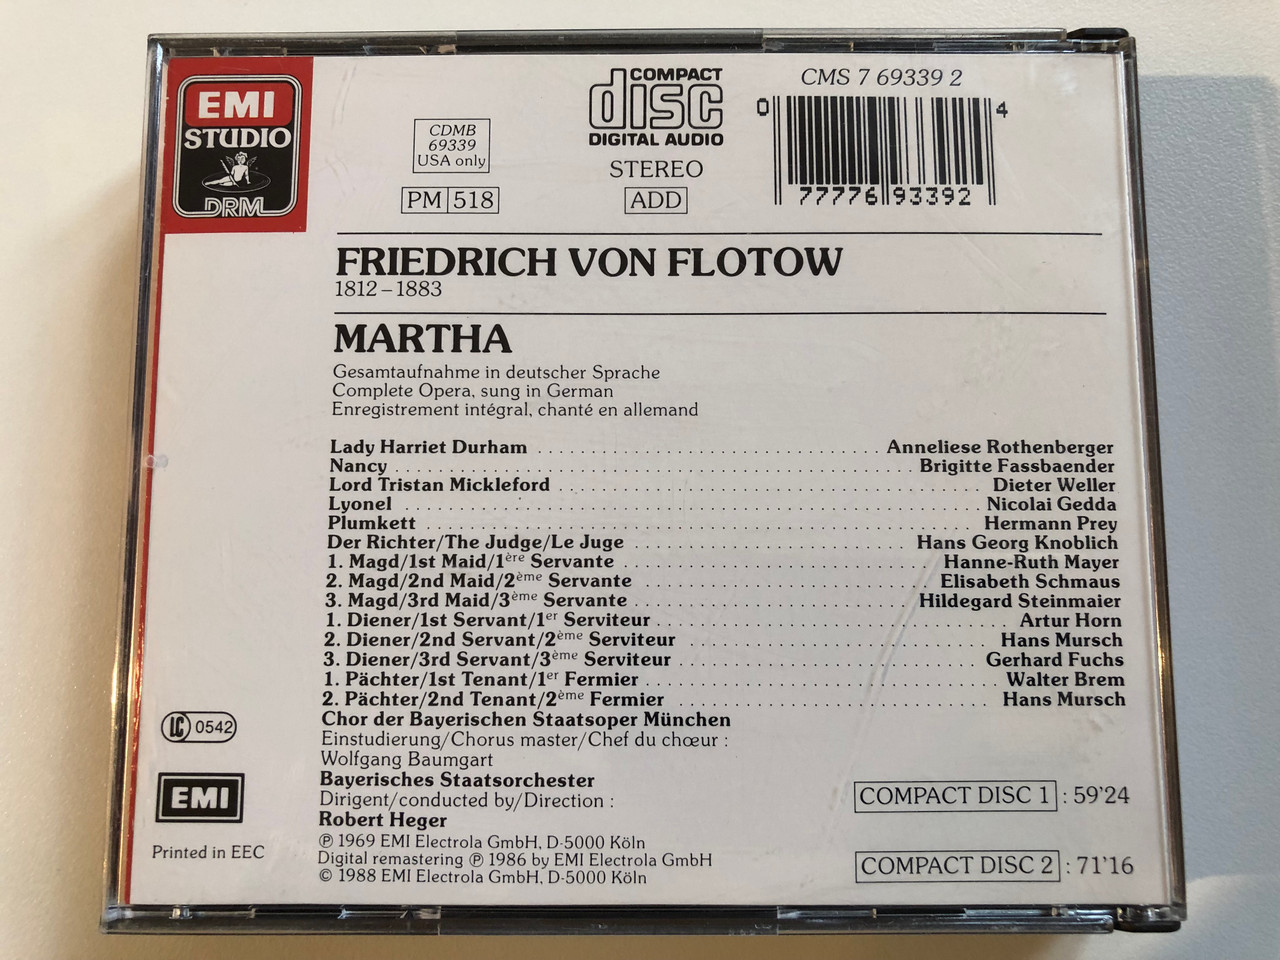 EMI
STUDIO
DRM
CDMB
69339
USA only
PM 518
COMPACT
disc
DIGITAL AUDIO
STEREO
ADD
CMS 7 69339 2
0 4
77776 93392
FRIEDRICH VON FLOTOW
1812 – 1883
MARTHA
Gesamtaufnahme in deutscher Sprache
Complete Opera, sung in German
Enregistrement intégral, chanté en allemand
Lady Harriet Durham Anneliese Rothenberger
Nancy Brigitte Fassbaender
Lord Tristan Mickleford Dieter Weller
Lyonel Nicolai Gedda
Plumkett Hermann Prey
Der Richter/The Judge/Le Juge Hans Georg Knoblich
1. Magd/1st Maid/1ère Servante Hanne-Ruth Mayer
2. Magd/2nd Maid/2ème Servante Elisabeth Schmaus
3. Magd/3rd Maid/3ème Servante Hildegard Steinmaier
1. Diener/1st Servant/1er Serviteur Artur Horn
2. Diener/2nd Servant/2ème Serviteur Hans Mursch
3. Diener/3rd Servant/3ème Serviteur Gerhard Fuchs
1. Pächter/1st Tenant/1er Fermier Walter Brem
2. Pächter/2nd Tenant/2ème Fermier Hans Mursch
Chor der Bayerischen Staatsoper München
Einstudierung/Chorus master/Chef du chœur :
Wolfgang Baumgart
Bayerisches Staatsorchester
Dirigent/conducted by/Direction :
Robert Heger
℗ 1969 EMI Electrola GmbH, D-5000 Köln
Digital remastering ℗ 1986 by EMI Electrola GmbH
© 1988 EMI Electrola GmbH, D-5000 Köln
LC 0542
EMI
Printed in EEC
COMPACT DISC 1 : 59'24
COMPACT DISC 2 : 71'16